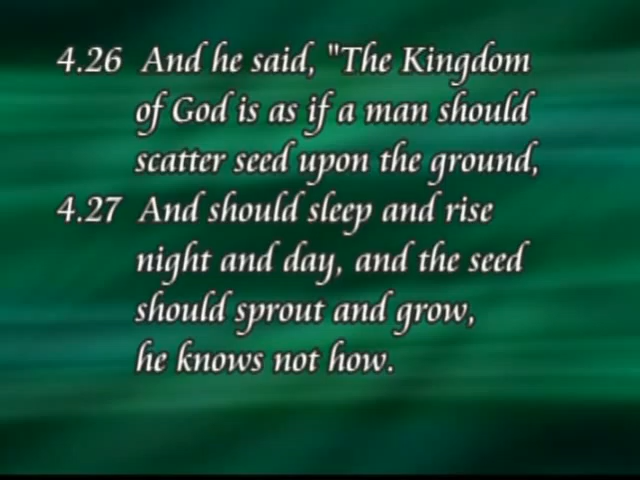 4.26 And he said, "The Kingdom
of God is as if a man should
scatter seed upon the ground,
4.27 And should sleep and rise
night and day, and the seed
should sprout and grow,
he knows not how.